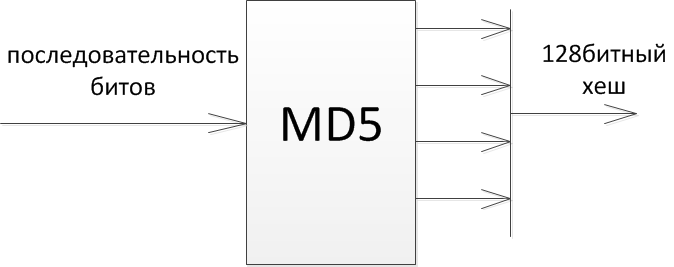 последовательность
битов
MD5
128битный
хеш